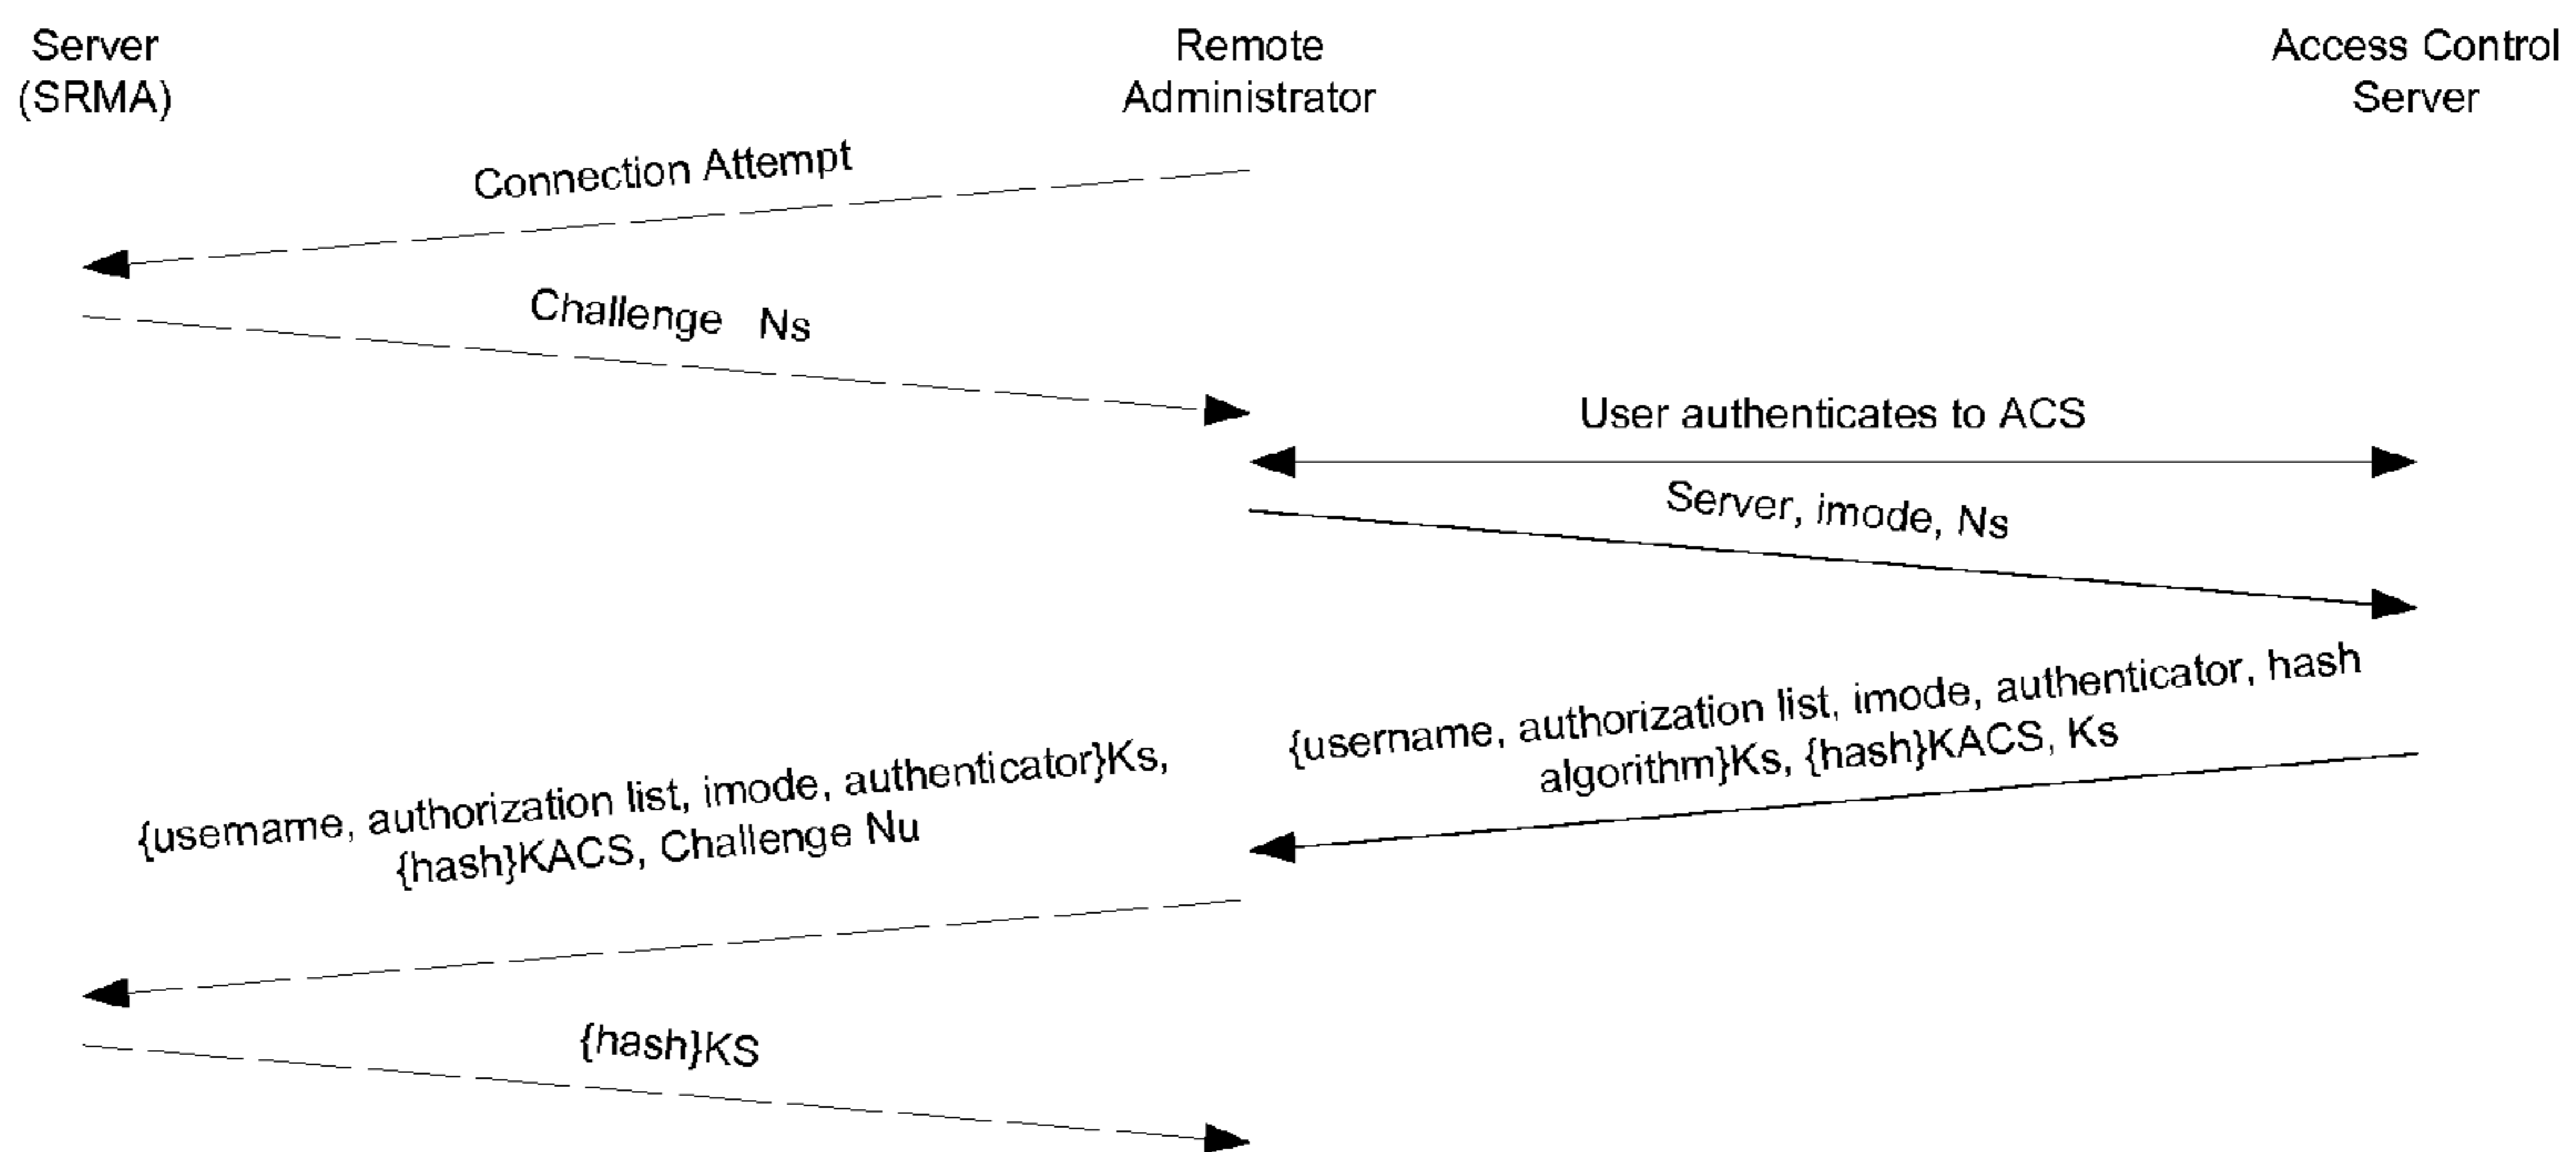 Server
(SRMA)
Remote
Administrator
Access Control
Server
Connection Attempt
Challenge Ns
User authenticates to ACS
Server, imode, Ns
{username, authorization list, imode, authenticator, hash
algorithm}Ks, {hash}KACS, Ks
{username, authorization list, imode, authenticator}Ks,
{hash}KACS, Challenge Nu
{hash}KS